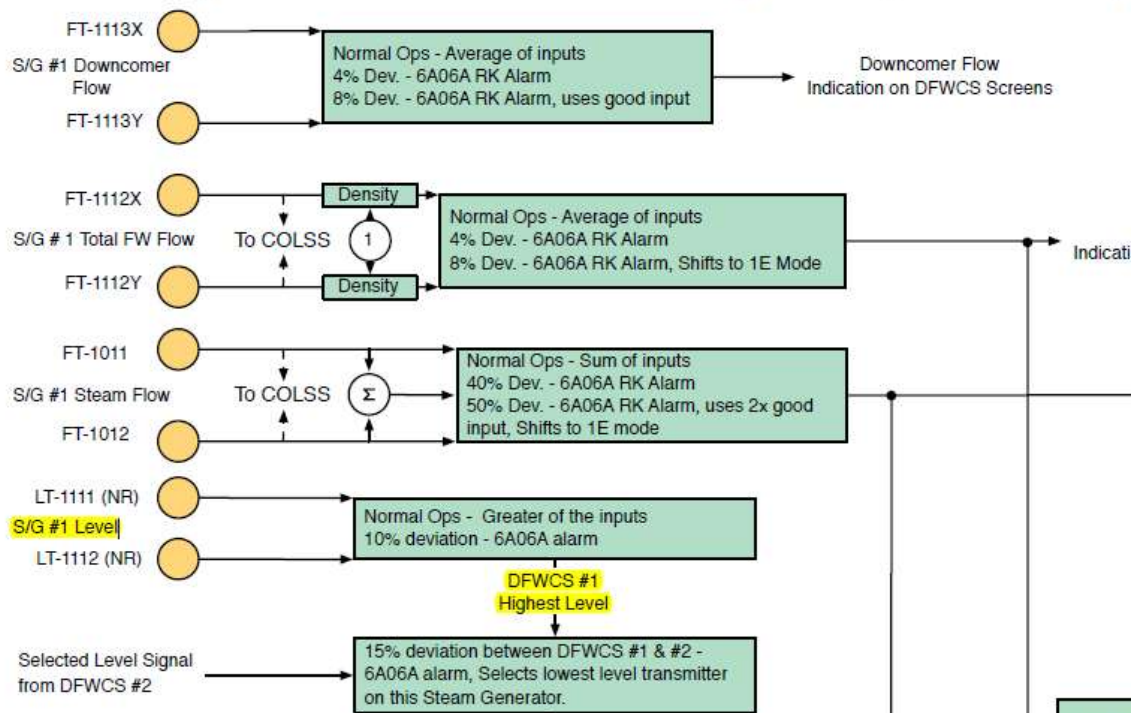 FT-1113X
S/G #1 Downcomer
Flow
FT-1113Y
Normal Ops - Average of inputs
4% Dev. - 6A06A RK Alarm
8% Dev. - 6A06A RK Alarm, uses good input
Downcomer Flow
Indication on DFWCS Screens
FT-1112X
S/G # 1 Total FW Flow
FT-1112Y
To COLSS
Density
1
Density
Normal Ops - Average of inputs
4% Dev. - 6A06A RK Alarm
8% Dev. - 6A06A RK Alarm, Shifts to 1E Mode
Indicati
FT-1011
S/G #1 Steam Flow
FT-1012
To COLSS
Σ
Normal Ops - Sum of inputs
40% Dev. - 6A06A RK Alarm
50% Dev. - 6A06A RK Alarm, uses 2x good
input, Shifts to 1E mode
LT-1111 (NR)
S/G #1 Level
LT-1112 (NR)
Normal Ops - Greater of the inputs
10% deviation - 6A06A alarm
DFWCS #1
Highest Level
Selected Level Signal
from DFWCS #2
15% deviation between DFWCS #1 & #2 -
6A06A alarm, Selects lowest level transmitter
on this Steam Generator.